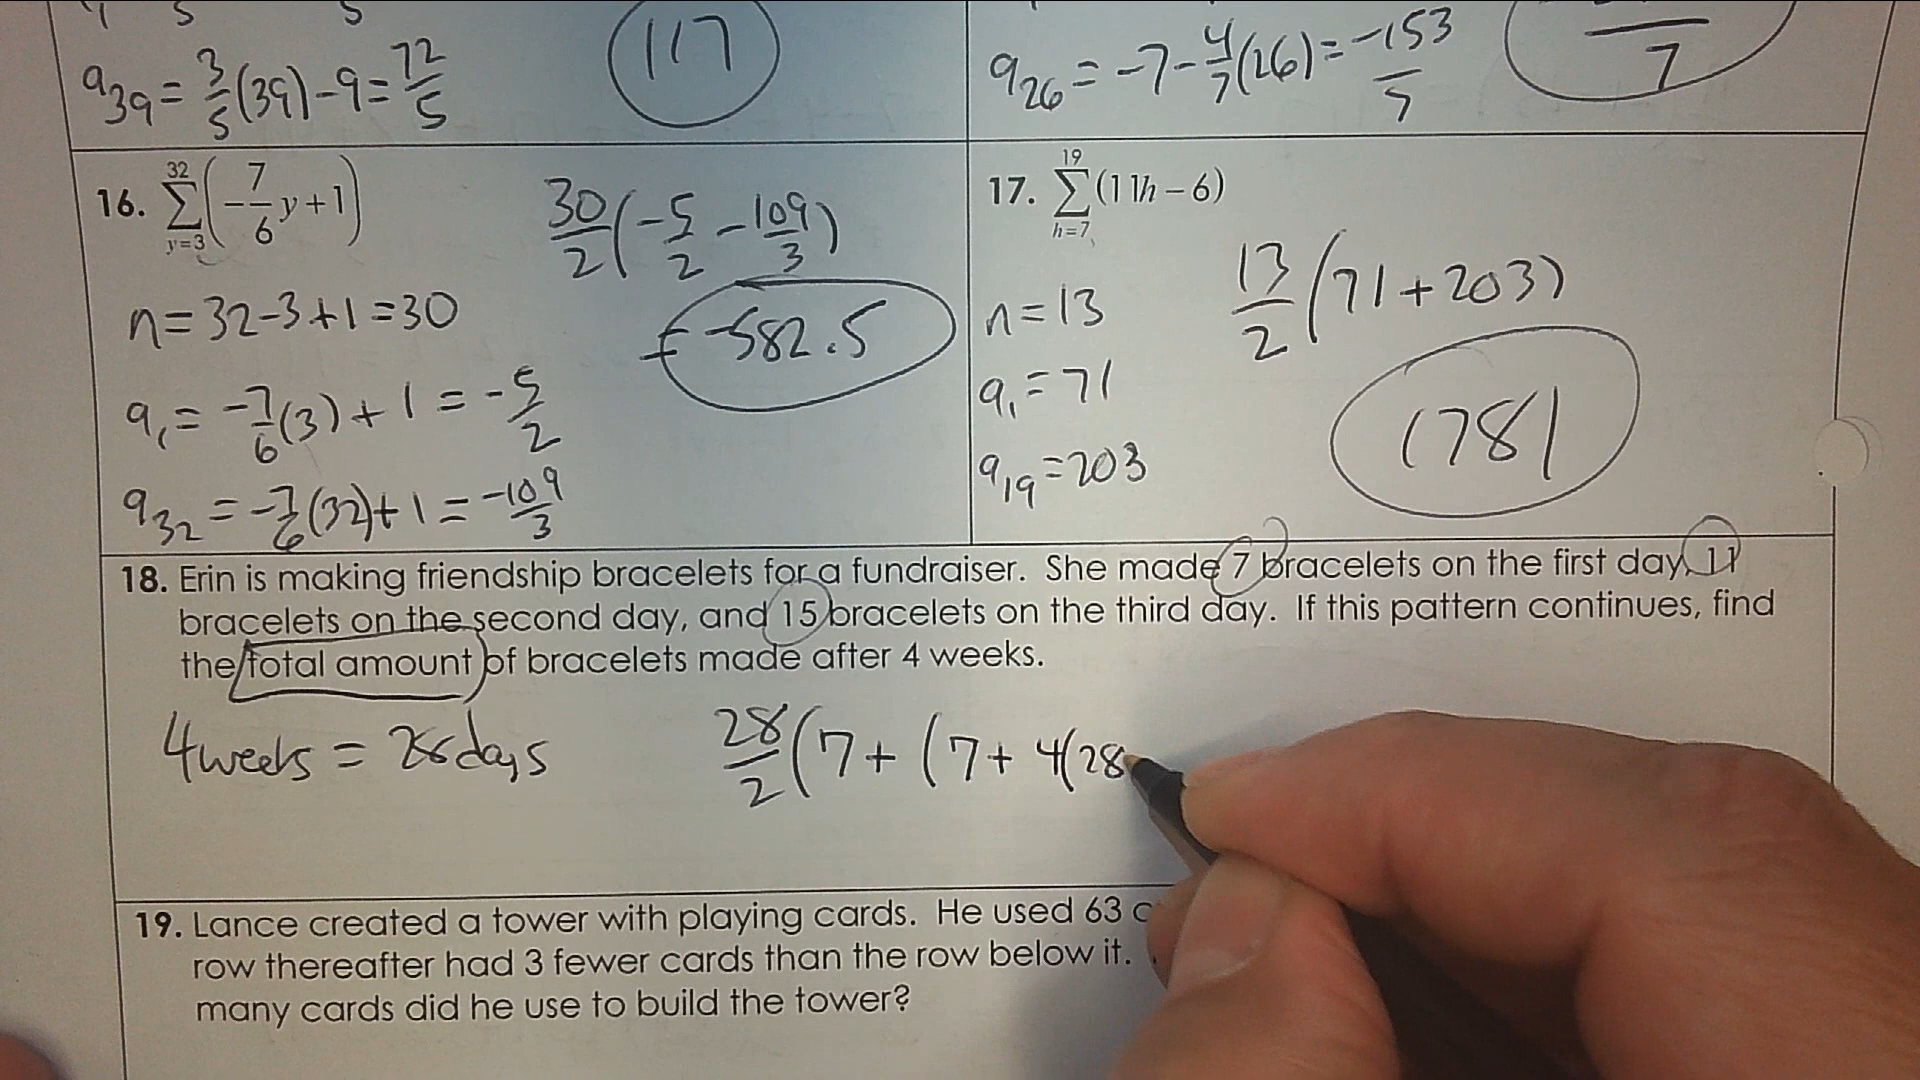 a₃₉ = 3/5(39) - 9 = 72/5
117
a₂₆ = -7 - 4/7(26) = -153/7
7
16. ∑ y=3 32 (-7/6 y + 1)
30/2(-5/2 - 109/3)
n = 32-3+1 = 30
= -582.5
a₁ = -7/6(3) + 1 = -5/2
a₃₂ = -7/6(32) + 1 = -109/3
17. ∑ h=7 19 (11h - 6)
13/2(71 + 203)
n = 13
a₁ = 71
1781
a₁₉ = 203
18. Erin is making friendship bracelets for a fundraiser. She made 7 bracelets on the first day, 11
bracelets on the second day, and 15 bracelets on the third day. If this pattern continues, find
the total amount of bracelets made after 4 weeks.
4 weeks = 28 days
28/2(7 + (7 + 4(28
19. Lance created a tower with playing cards. He used 63
row thereafter had 3 fewer cards than the row below it.
many cards did he use to build the tower?